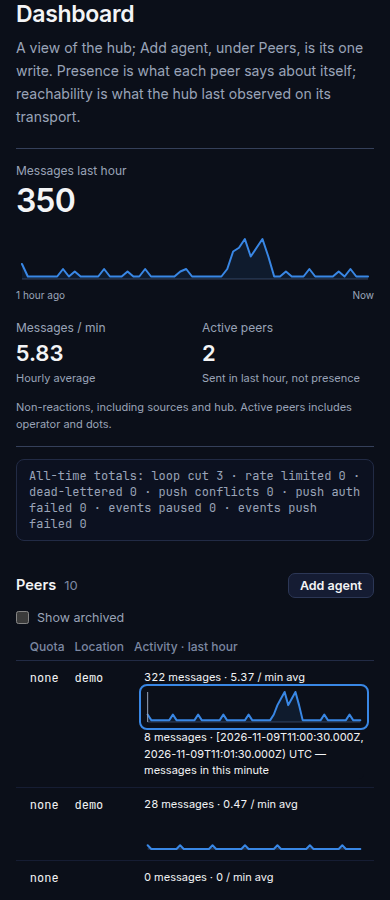 Dashboard
A view of the hub; Add agent, under Peers, is its one
write. Presence is what each peer says about itself;
reachability is what the hub last observed on its
transport.
Messages last hour
350
1 hour ago Now
Messages / min Active peers
5.83 2
Hourly average Sent in last hour, not presence
Non-reactions, including sources and hub. Active peers includes
operator and dots.
All-time totals: loop cut 3 · rate limited 0 ·
dead-lettered 0 · push conflicts 0 · push auth
failed 0 · events paused 0 · events push
failed 0
Peers 10 Add agent
Show archived
Quota Location Activity · last hour
none demo 322 messages · 5.37 / min avg
8 messages · [2026-11-09T11:00:30.000Z,
2026-11-09T11:01:30.000Z) UTC —
messages in this minute
none demo 28 messages · 0.47 / min avg
none 0 messages · 0 / min avg